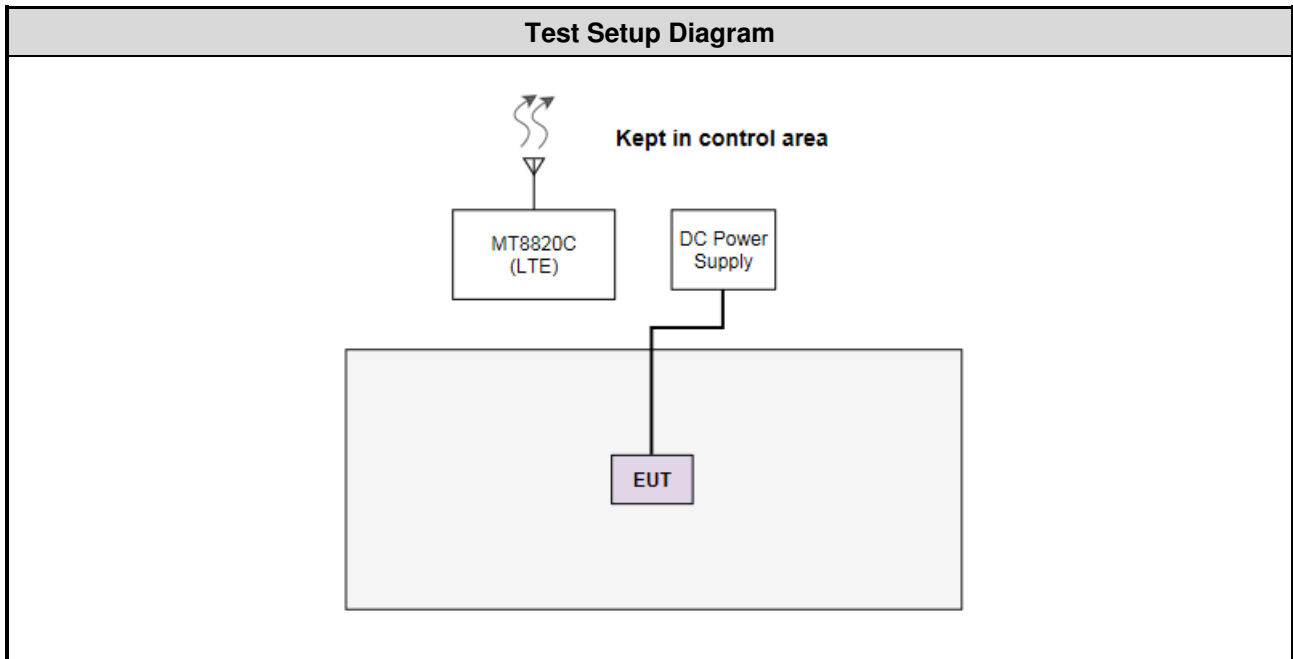 Test Setup Diagram
Kept in control area
MT8820C
(LTE)
DC Power
Supply
EUT